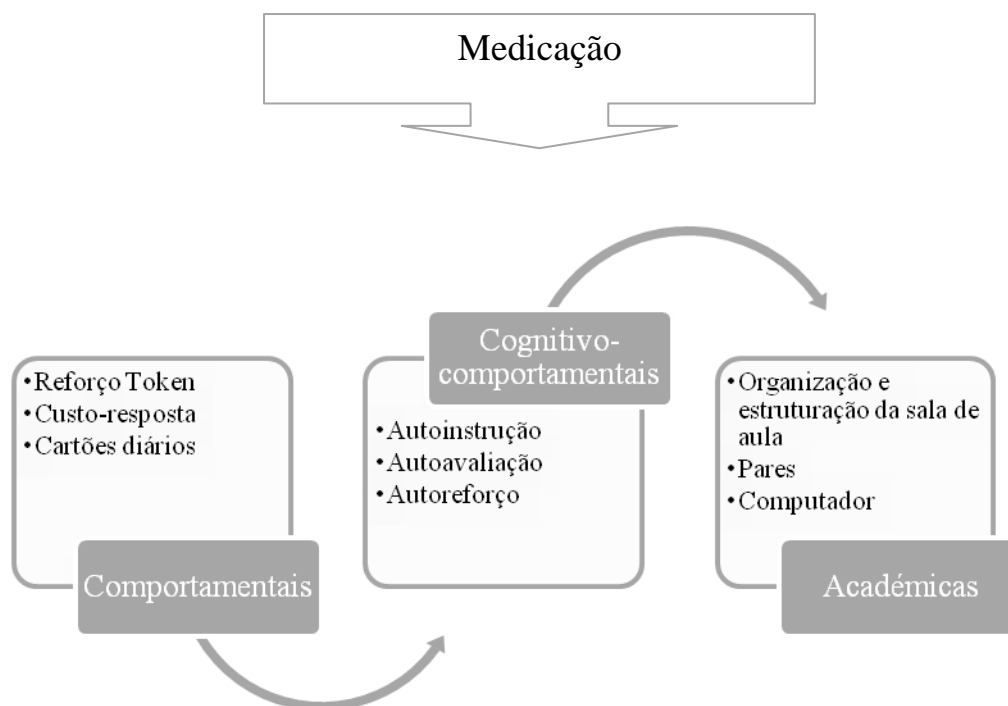 Medicação
•Reforço Token
•Custo-resposta
•Cartões diários
Comportamentais
Cognitivo-
comportamentais
•Autoinstrução
•Autoavaliação
•Autoreforço
•Organização e
estruturação da sala de
aula
•Pares
•Computador
Académicas